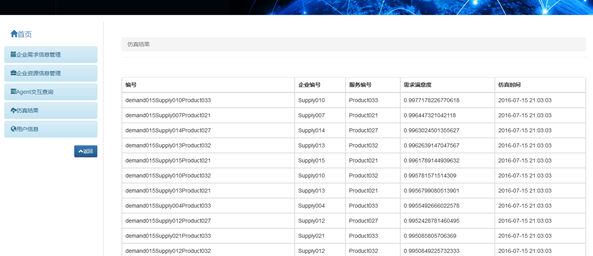 首页
企业需求信息管理
企业资源信息管理
Agent交互查询
仿真结果
用户信息
返回
仿真结果
编号 企业编号 服务编号 需求满意度 仿真时间
demand015Supply010Product033 Supply010 Product033 0.9977178226770618 2016-07-15 21:03:03
demand015Supply007Product021 Supply007 Product021 0.996447321042118 2016-07-15 21:03:03
demand015Supply014Product027 Supply014 Product027 0.9963024501355627 2016-07-15 21:03:03
demand015Supply013Product032 Supply013 Product032 0.9962639147047567 2016-07-15 21:03:03
demand015Supply015Product021 Supply015 Product021 0.9961789144939632 2016-07-15 21:03:03
demand015Supply010Product032 Supply010 Product032 0.995781571514309 2016-07-15 21:03:03
demand015Supply013Product021 Supply013 Product021 0.9956799080513901 2016-07-15 21:03:03
demand015Supply004Product033 Supply004 Product033 0.9955492666022578 2016-07-15 21:03:03
demand015Supply012Product027 Supply012 Product027 0.9952426781460495 2016-07-15 21:03:03
demand015Supply021Product033 Supply021 Product033 0.995085805706369 2016-07-15 21:03:03
demand015Supply012Product032 Supply012 Product032 0.9950849225732333 2016-07-15 21:03:03